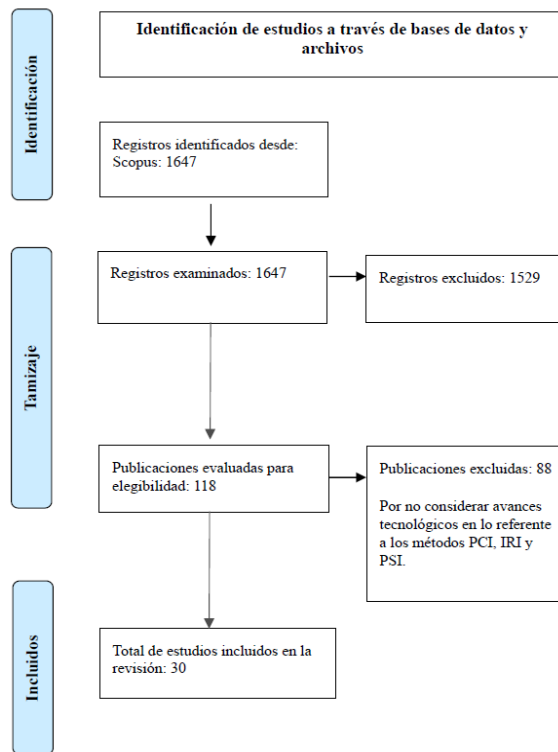 Identificación de estudios a través de bases de datos y
archivos
Identificación
Registros identificados desde:
Scopus: 1647
Tamizaje
Registros examinados: 1647
Registros excluidos: 1529
Publicaciones evaluadas para
elegibilidad: 118
Publicaciones excluidas: 88
Por no considerar avances
tecnológicos en lo referente
a los métodos PCI, IRI y
PSI.
Incluidos
Total de estudios incluidos en la
revisión: 30